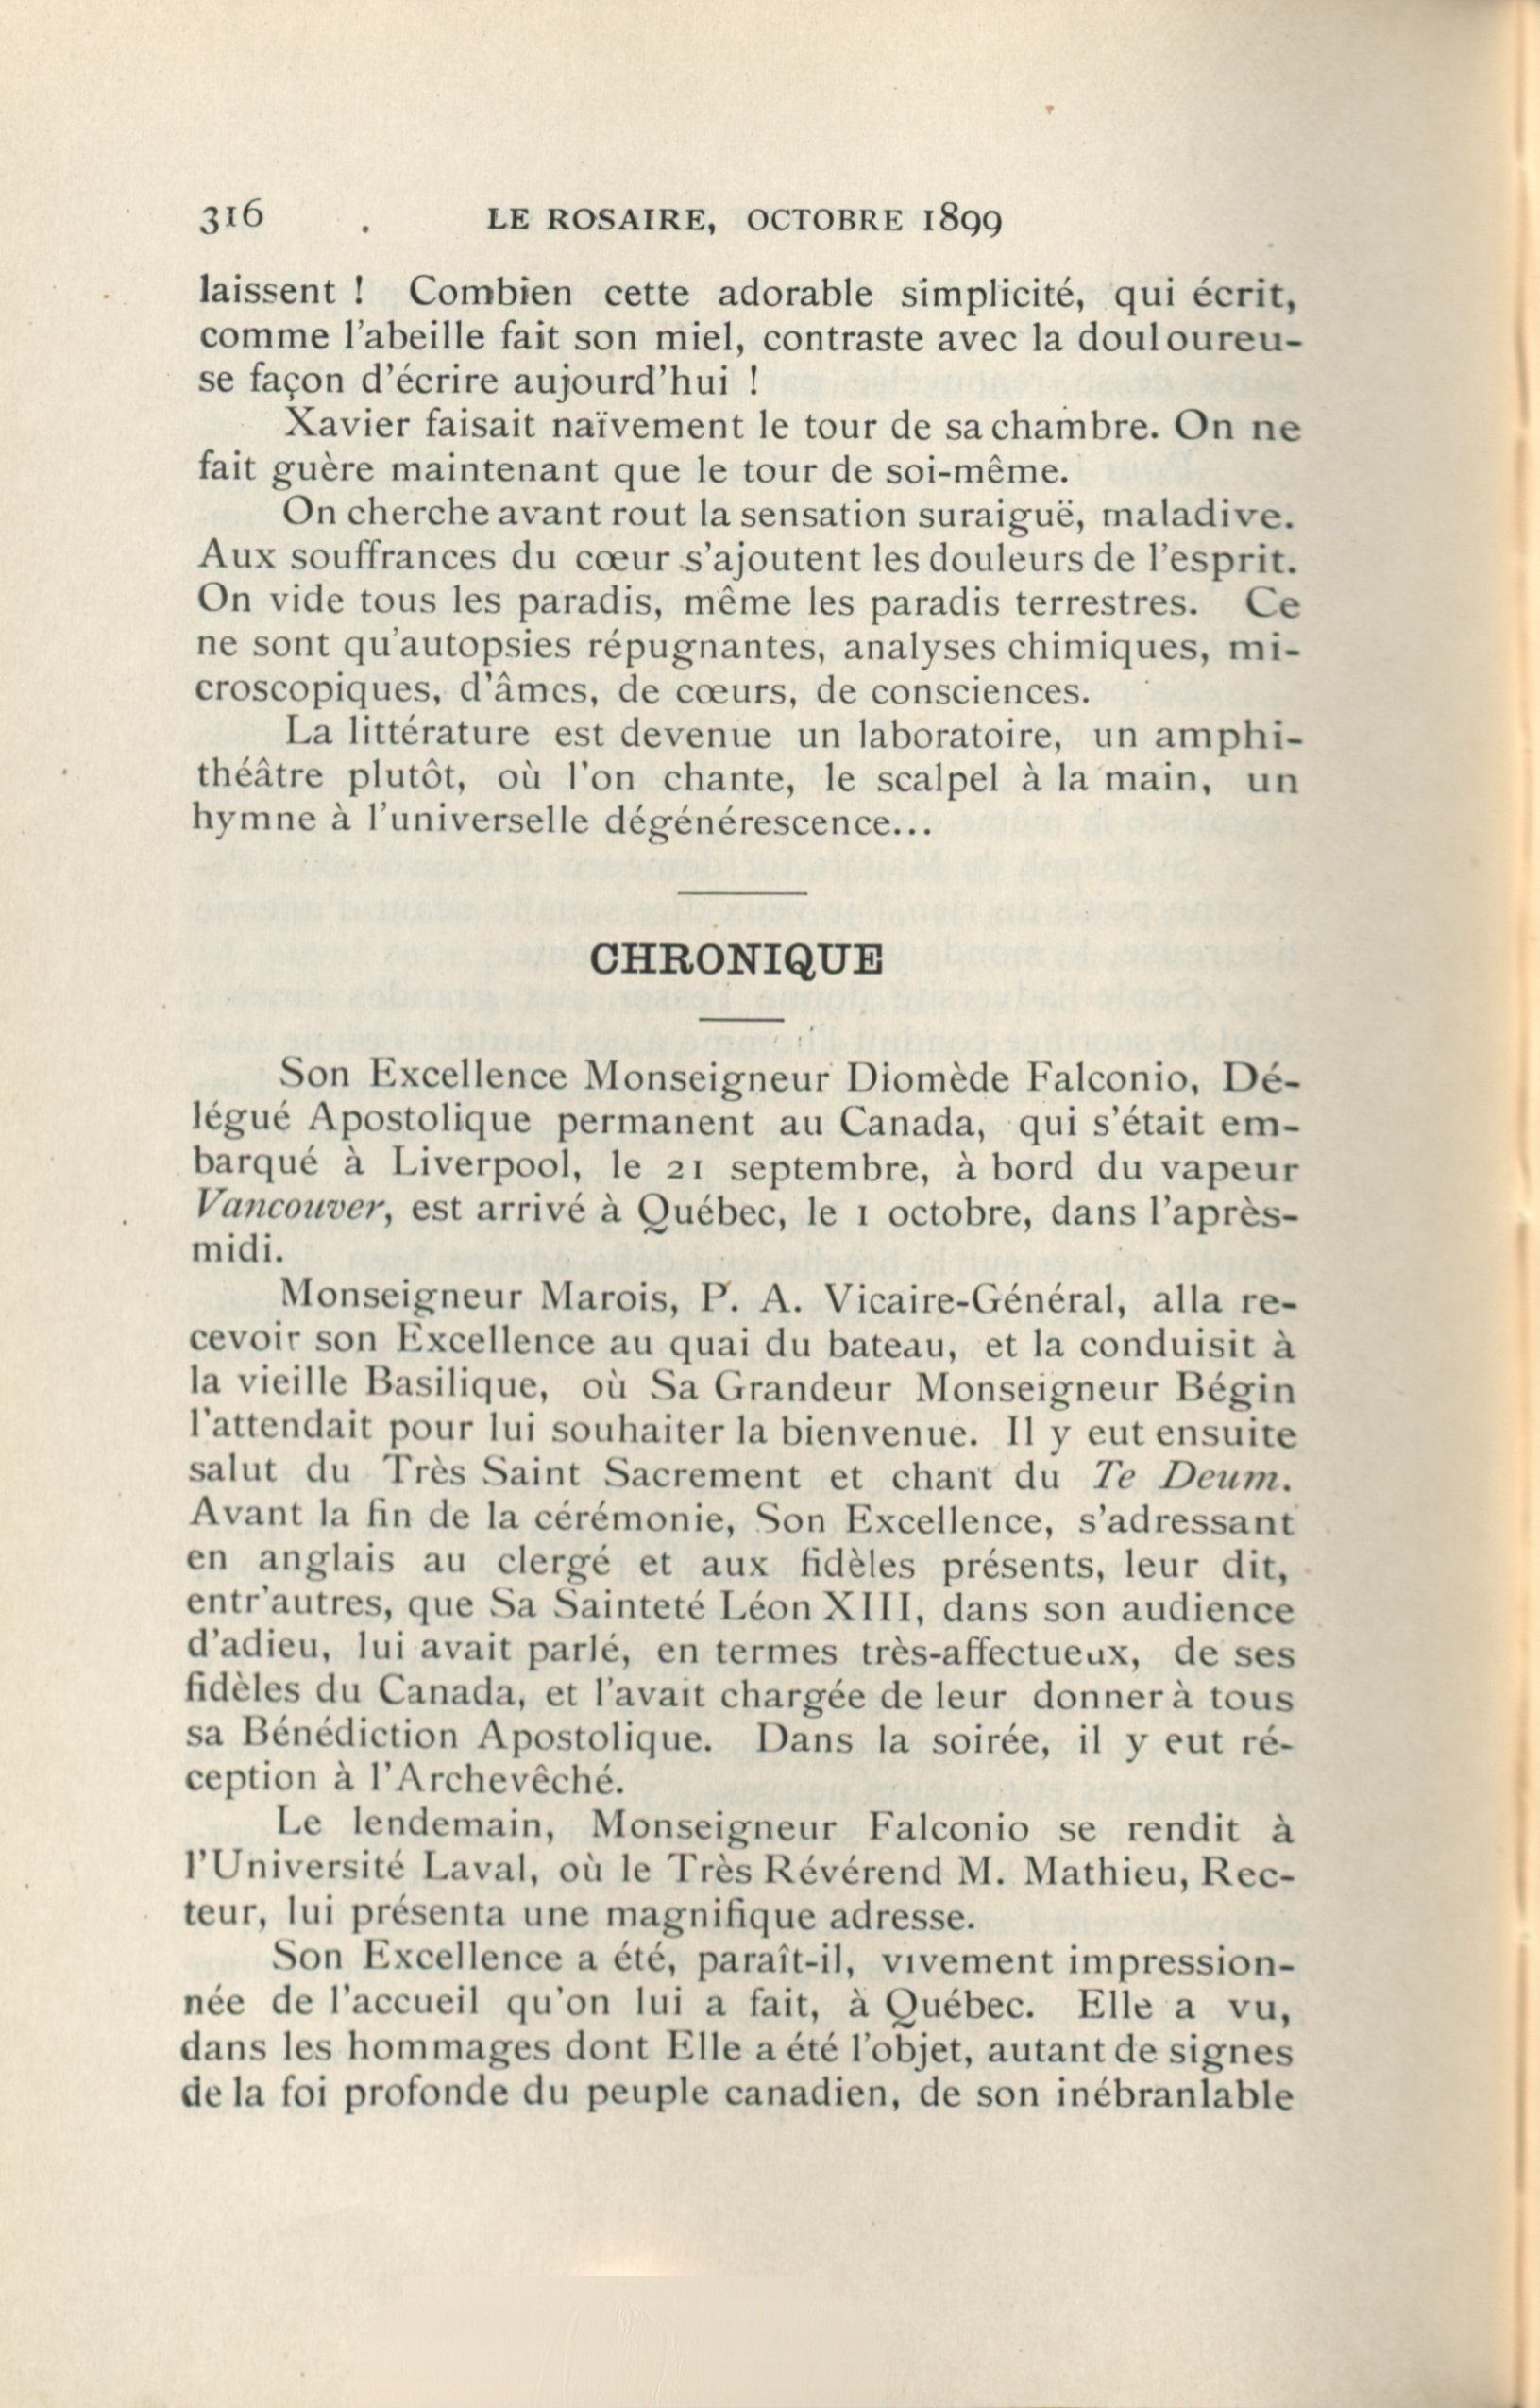 316 LE ROSAIRE, OCTOBRE 1899
laissent ! Combien cette adorable simplicité, qui écrit,
comme l'abeille fait son miel, contraste avec la douloureu-
se façon d'écrire aujourd'hui !
Xavier faisait naïvement le tour de sa chambre. On ne
fait guère maintenant que le tour de soi-même.
On cherche avant rout la sensation suraiguë, maladive.
Aux souffrances du cœur s'ajoutent les douleurs de l'esprit.
On vide tous les paradis, même les paradis terrestres. Ce
ne sont qu'autopsies répugnantes, analyses chimiques, mi-
croscopiques, d'âmes, de cœurs, de consciences.
La littérature est devenue un laboratoire, un amphi-
théâtre plutôt, où l'on chante, le scalpel à la main, un
hymne à l'universelle dégénérescence...
CHRONIQUE
Son Excellence Monseigneur Diomède Falconio, Dé-
légué Apostolique permanent au Canada, qui s'était em-
barqué à Liverpool, le 21 septembre, à bord du vapeur
Vancouver, est arrivé à Québec, le 1 octobre, dans l'après-
midi.
Monseigneur Marois, P. A. Vicaire-Général, alla re-
cevoir son Excellence au quai du bateau, et la conduisit à
la vieille Basilique, où Sa Grandeur Monseigneur Bégin
l'attendait pour lui souhaiter la bienvenue. Il y eut ensuite
salut du Très Saint Sacrement et chant du Te Deum.
Avant la fin de la cérémonie, Son Excellence, s'adressant
en anglais au clergé et aux fidèles présents, leur dit,
entr'autres, que Sa Sainteté Léon XIII, dans son audience
d'adieu, lui avait parlé, en termes très-affectueux, de ses
fidèles du Canada, et l'avait chargée de leur donner à tous
sa Bénédiction Apostolique. Dans la soirée, il y eut ré-
ception à l'Archevêché.
Le lendemain, Monseigneur Falconio se rendit à
l'Université Laval, où le Très Révérend M. Mathieu, Rec-
teur, lui présenta une magnifique adresse.
Son Excellence a été, paraît-il, vivement impression-
née de l'accueil qu'on lui a fait, à Québec. Elle a vu,
dans les hommages dont Elle a été l'objet, autant de signes
de la foi profonde du peuple canadien, de son inébranlable